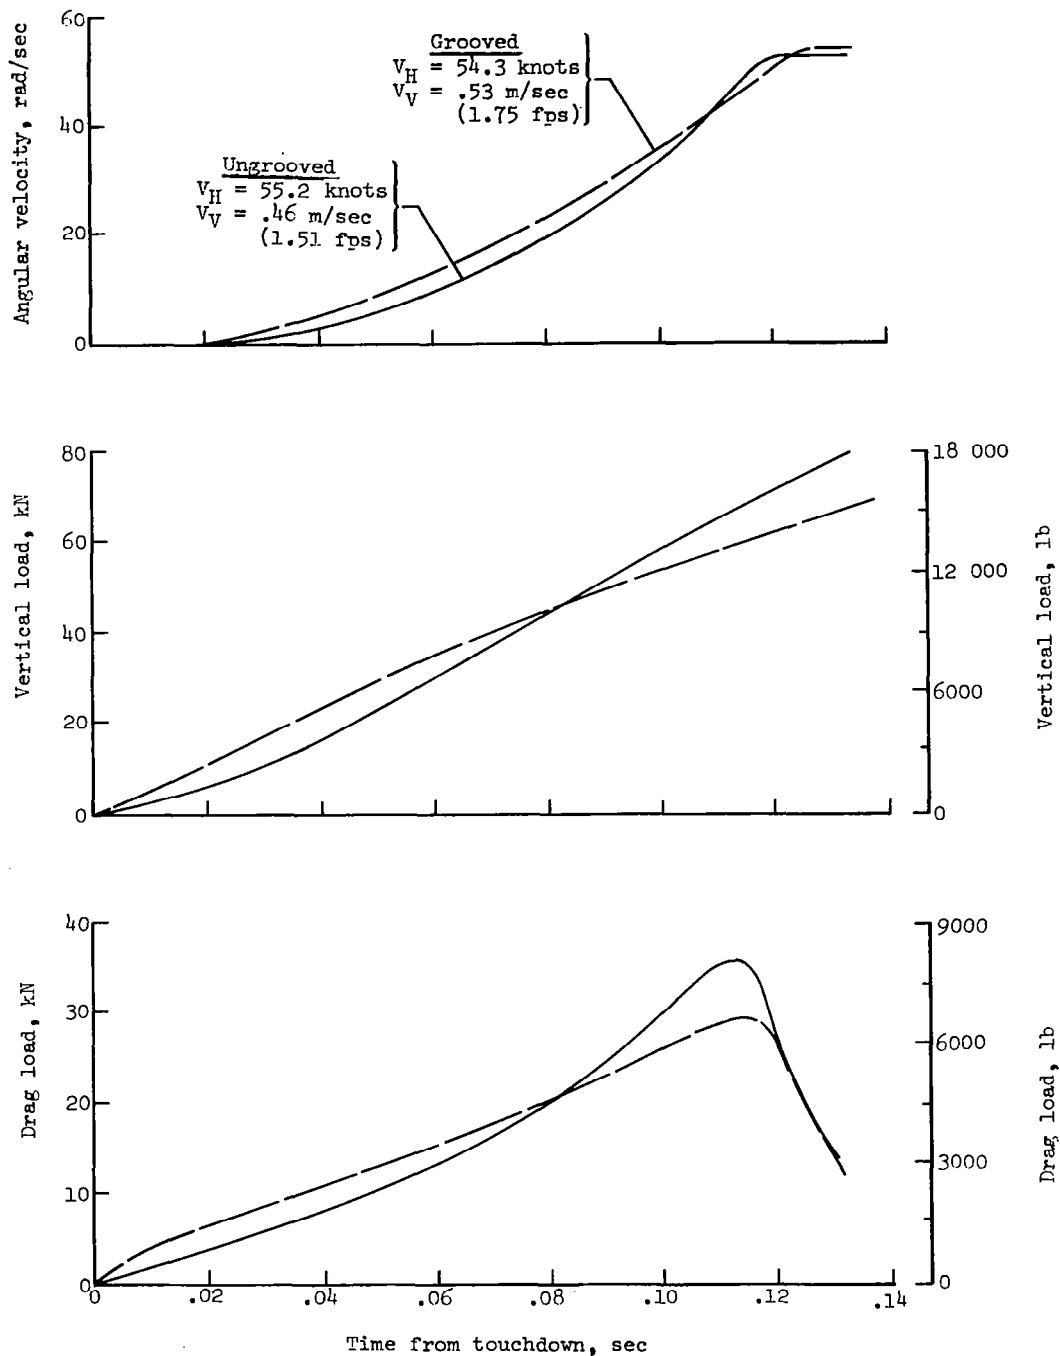 Angular velocity, rad/sec
60
40
20
0
Grooved
V_H = 54.3 knots
V_V = .53 m/sec
(1.75 fps)
Ungrooved
V_H = 55.2 knots
V_V = .46 m/sec
(1.51 fps)
Vertical load, kN
80
60
40
20
0
18 000
12 000
6000
0
Vertical load, lb
Drag load, kN
40
30
20
10
0
9000
6000
3000
0
Drag load, lb
0 .02 .04 .06 .08 .10 .12 .14
Time from touchdown, sec